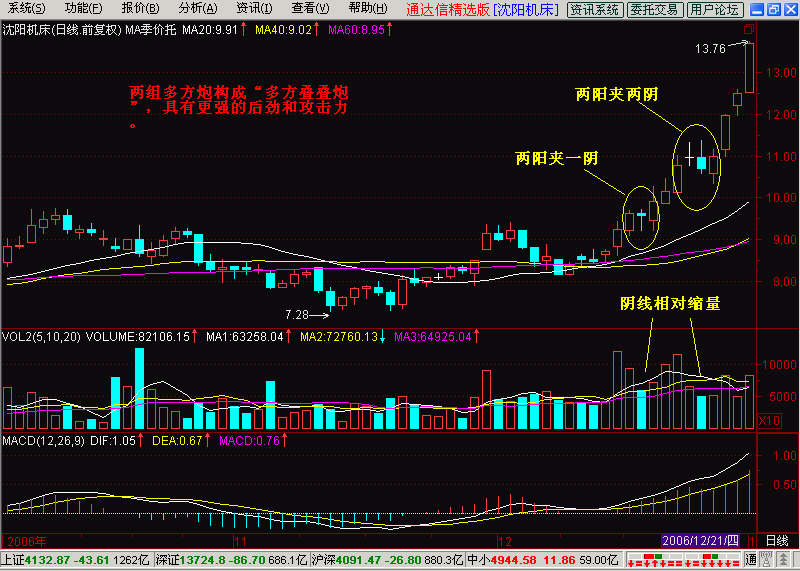 系统(S) 功能(F) 报价(B) 分析(A) 资讯(I) 查看(V) 帮助(H) 通达信精选版 [沈阳机床] 资讯系统 委托交易 用户论坛
沈阳机床(日线.前复权) MA季价托 MA20:9.91↑ MA40:9.02↑ MA60:8.95↑
13.76
13.00
两组多方炮构成“多方叠叠炮
”，具有更强的后劲和攻击力
。
两阳夹两阴
12.00
两阳夹一阴
11.00
10.00
9.00
8.00
7.28
阴线相对缩量
VOL2(5,10,20) VOLUME:82106.15↑ MA1:63258.04↑ MA2:72760.13↓ MA3:64925.04↑
10000
5000
X10
MACD(12,26,9) DIF:1.05↑ DEA:0.67↑ MACD:0.76↑
1.00
0.50
2006年 11 12 2006/12/21/四 1 日线
上证4132.87 -43.61 1262亿 深证13724.8 -86.70 686.1亿 沪深4091.47 -26.80 880.3亿 中小4944.58 11.86 59.00亿 通